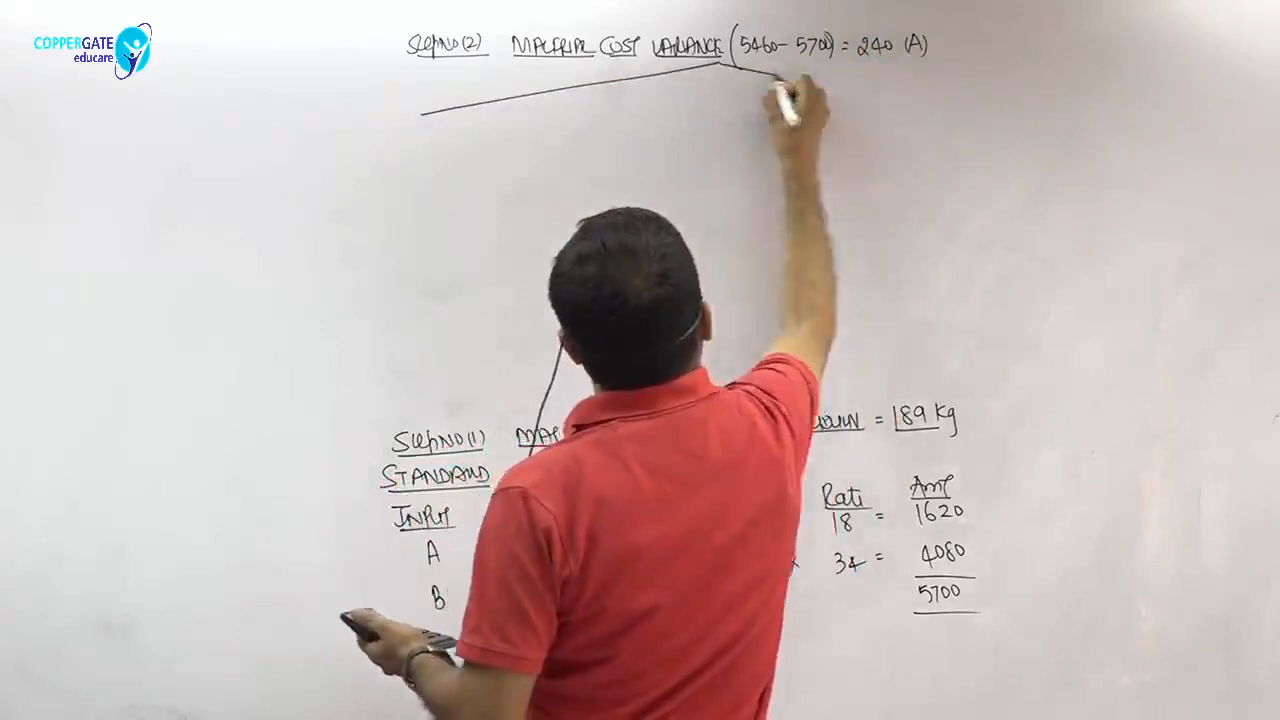 COPPERGATE
educare
Step NO (2) MATERIAL COST VARIANCE (5460 - 5700) = 240 (A)
Step NO (1) = 189 Kg
STANDARD
INPUT Rate Amt
18 = 1620
A 34 = 4080
B 5700